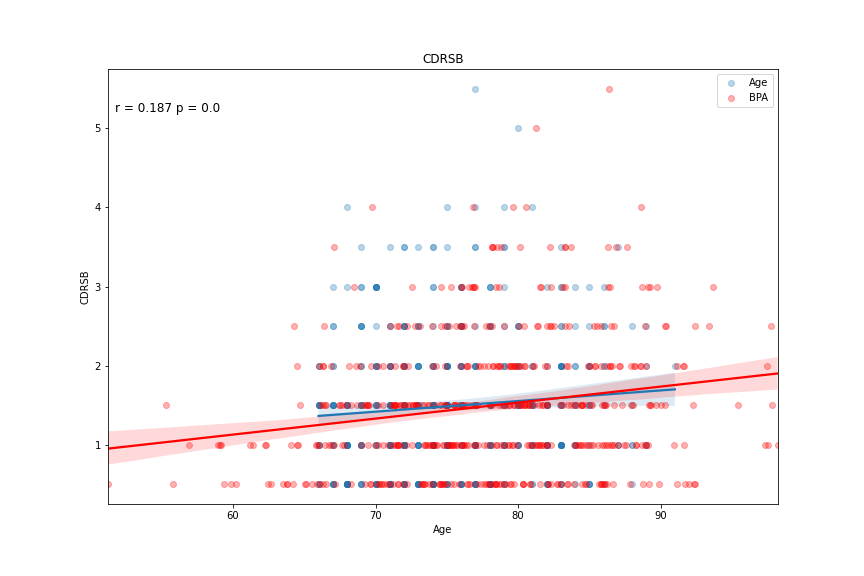 CDRSB
r = 0.187 p = 0.0
Age
BPA
5
4
3
2
1
CDRSB
60 70 80 90
Age